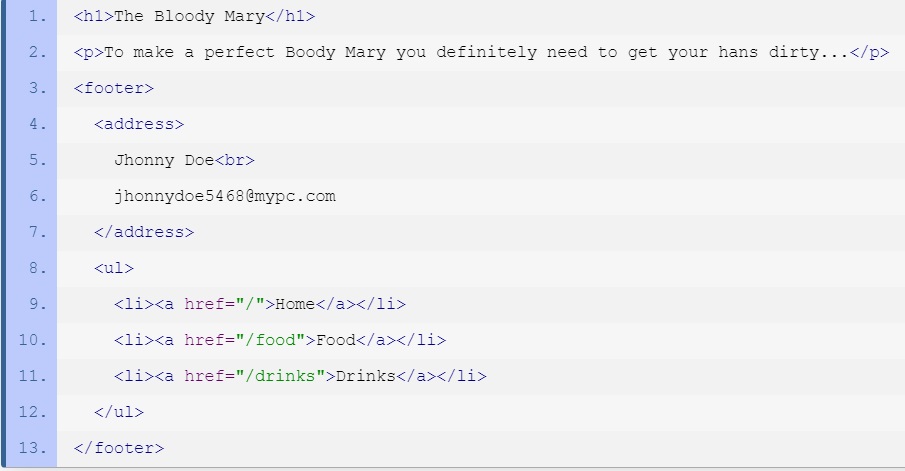 1. <h1>The Bloody Mary</h1>
2. <p>To make a perfect Boody Mary you definitely need to get your hans dirty...</p>
3. <footer>
4. <address>
5. Jhonny Doe<br>
6. jhonnydoe5468@mypc.com
7. </address>
8. <ul>
9. <li><a href="/">Home</a></li>
10. <li><a href="/food">Food</a></li>
11. <li><a href="/drinks">Drinks</a></li>
12. </ul>
13. </footer>